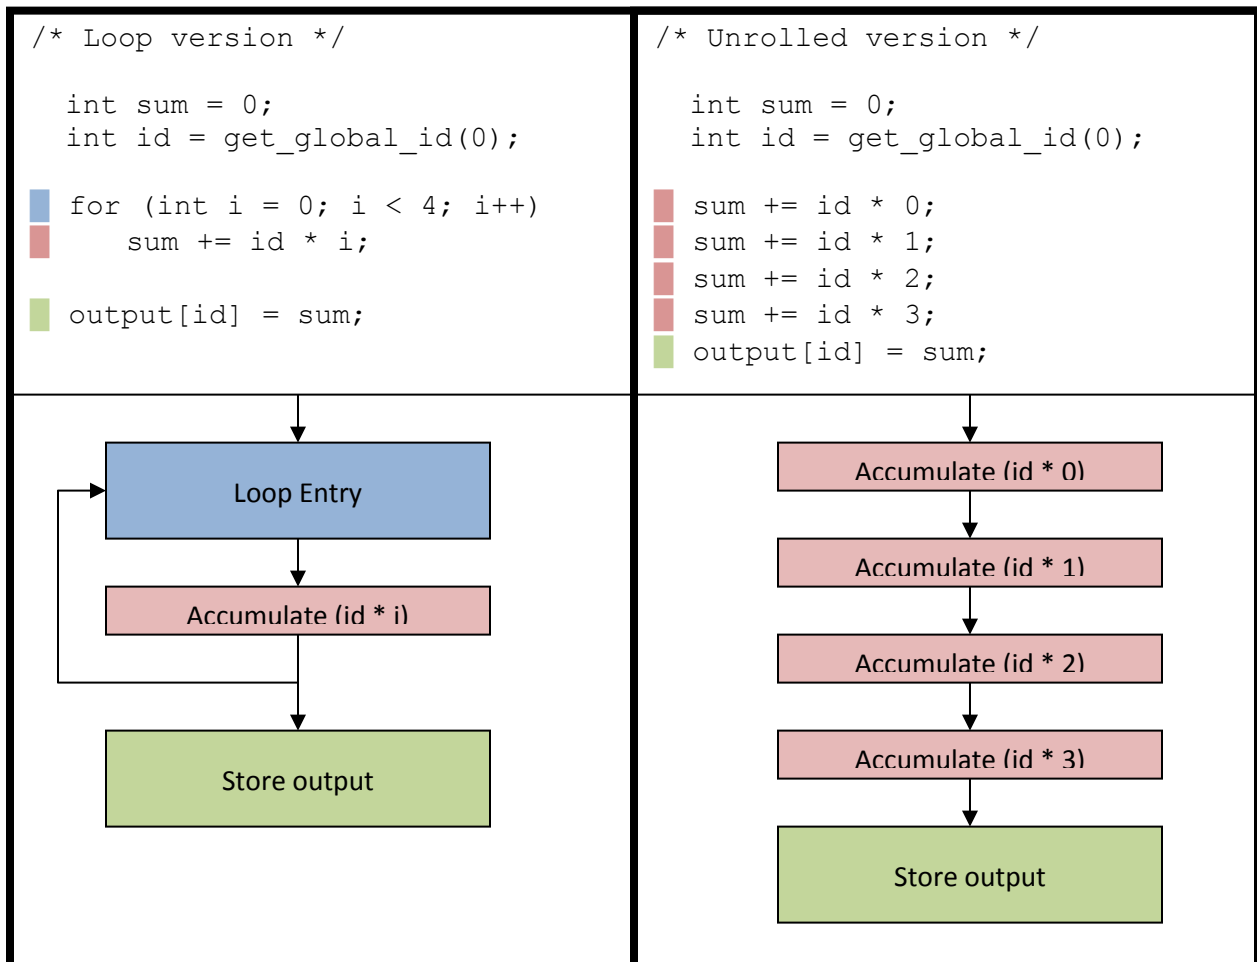 /* Loop version */
int sum = 0;
int id = get_global_id(0);
for (int i = 0; i < 4; i++)
sum += id * i;
output[id] = sum;
Loop Entry
Accumulate (id * i)
Store output
/* Unrolled version */
int sum = 0;
int id = get_global_id(0);
sum += id * 0;
sum += id * 1;
sum += id * 2;
sum += id * 3;
output[id] = sum;
Accumulate (id * 0)
Accumulate (id * 1)
Accumulate (id * 2)
Accumulate (id * 3)
Store output